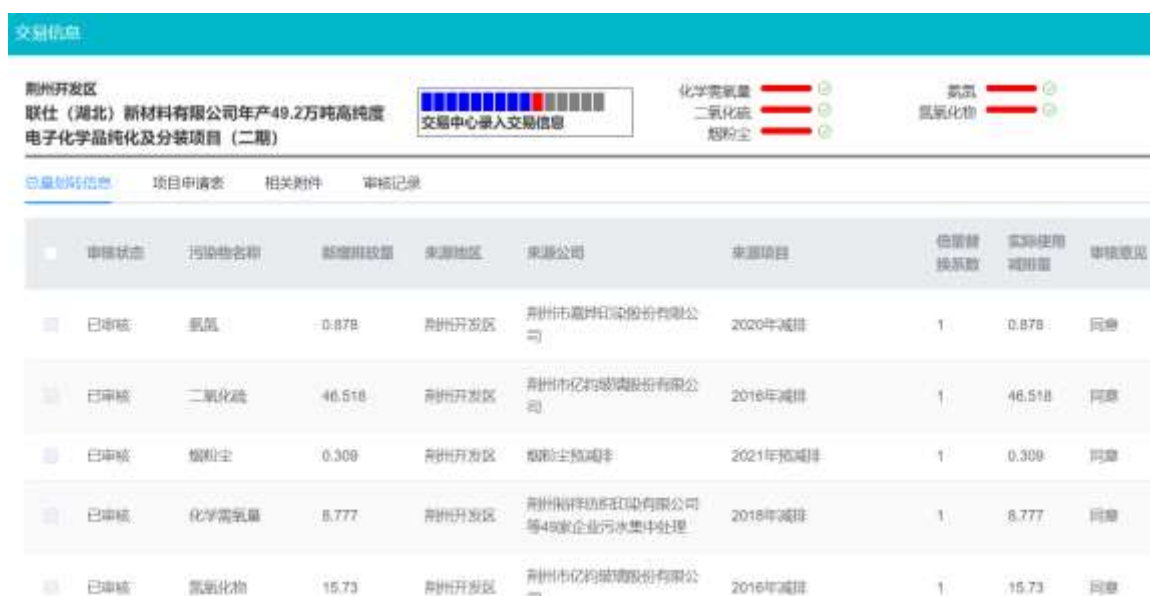 交易信息
荆州开发区
联仕（湖北）新材料有限公司年产49.2万吨高纯度
电子化学品纯化及分装项目（二期）
交易中心录入交易信息
化学需氧量
氨氮
二氧化硫
氮氧化物
烟粉尘
总量划转信息 项目申请表 相关附件 审核记录
审核状态 污染物名称 新增排放量 来源地区 来源公司 来源项目 倍量替 实际使用 审核意见
换系数 减排量
已审核 氨氮 0.878 荆州开发区 荆州市嘉烨印染股份有限公 2020年减排 1 0.878 同意
司
已审核 二氧化硫 46.518 荆州开发区 荆州市亿钧玻璃股份有限公 2016年减排 1 46.518 同意
司
已审核 烟粉尘 0.309 荆州开发区 烟粉尘预减排 2021年预减排 1 0.309 同意
已审核 化学需氧量 8.777 荆州开发区 荆州裕祥纺织印染有限公司 2018年减排 1 8.777 同意
等49家企业污水集中处理
已审核 氮氧化物 15.73 荆州开发区 荆州市亿钧玻璃股份有限公 2016年减排 1 15.73 同意